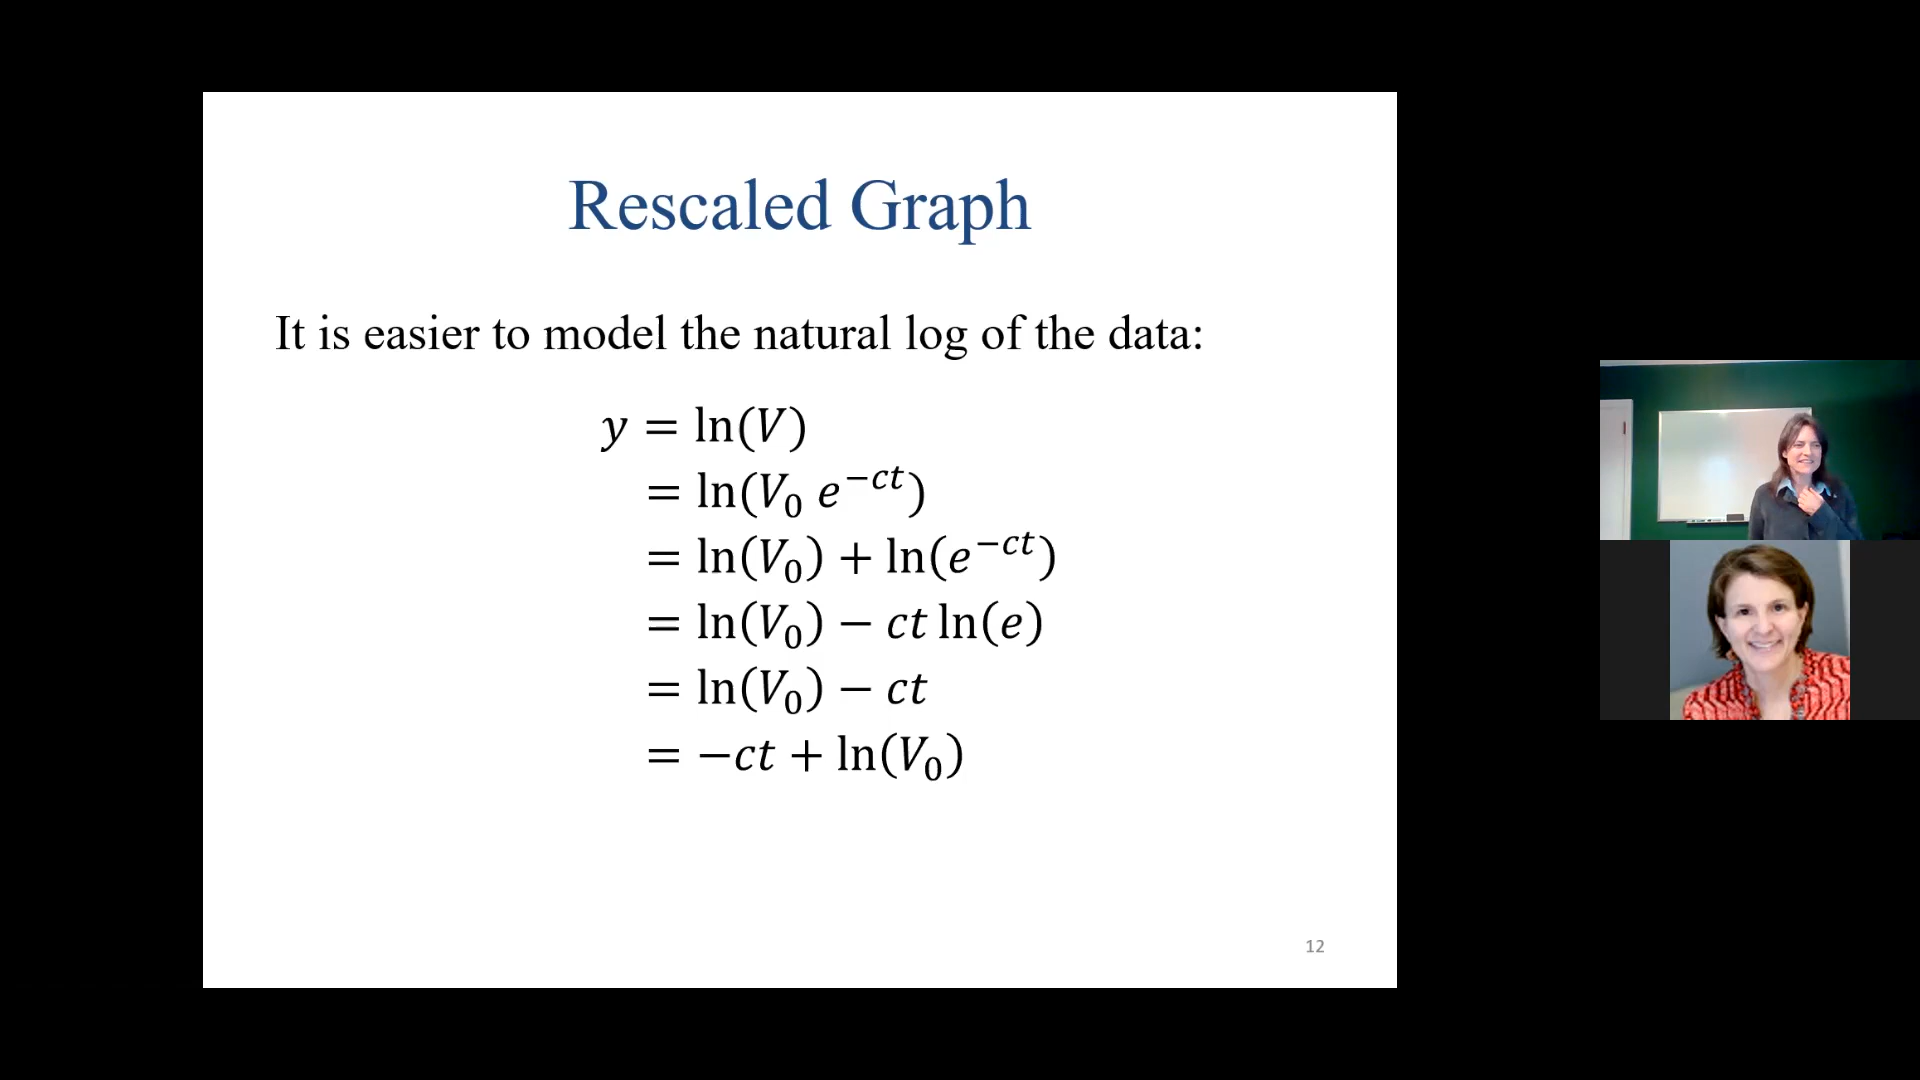 Rescaled Graph
It is easier to model the natural log of the data:
y = ln(V)
= ln(V₀ e⁻ᶜᵗ)
= ln(V₀) + ln(e⁻ᶜᵗ)
= ln(V₀) − ct ln(e)
= ln(V₀) − ct
= −ct + ln(V₀)
12